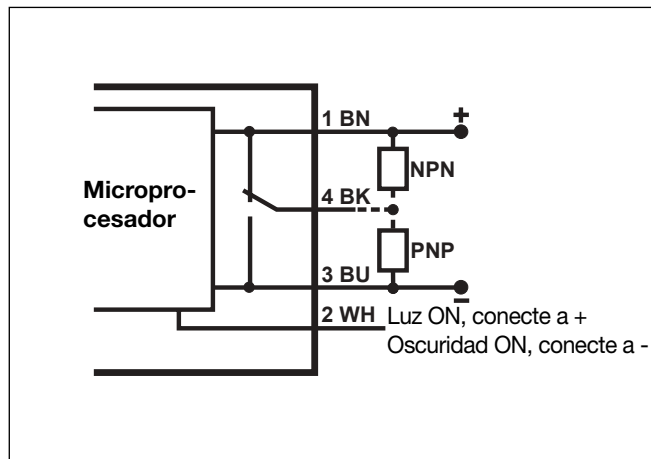 1 BN
+
NPN
Micropro-
cesador
4 BK
PNP
3 BU
–
2 WH
Luz ON, conecte a +
Oscuridad ON, conecte a -